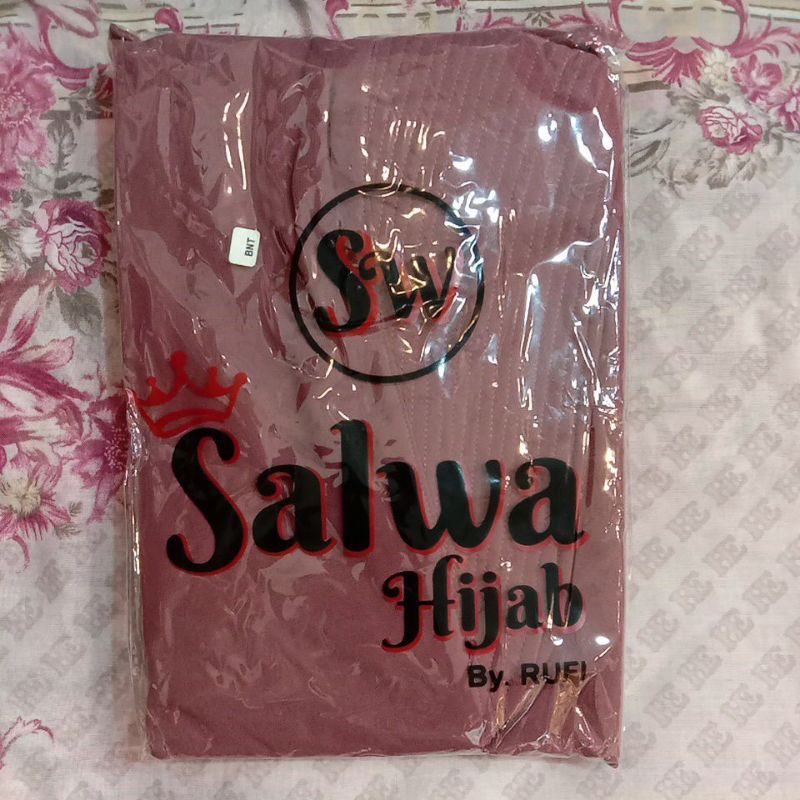 BNT
SW
Salwa
Hijab
By. RUFI